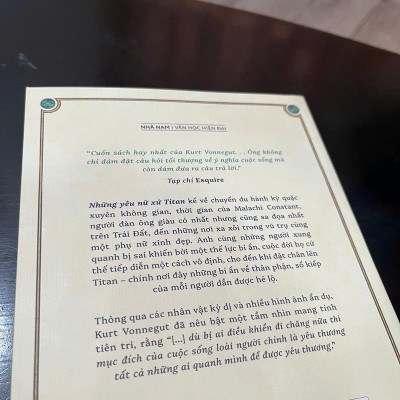 NHÃ NAM | VĂN HỌC HIỆN ĐẠI
“Cuốn sách hay nhất của Kurt Vonnegut. . . Ông không
chỉ dám đặt câu hỏi tối thượng về ý nghĩa cuộc sống mà
còn dám đưa ra câu trả lời.”
Tạp chí Esquire
Những yêu nữ xứ Titan kể về chuyến du hành kỳ quặc
xuyên không gian, thời gian của Malachi Constant,
người đàn ông giàu có nhất nhưng cũng sa đọa nhất
trên Trái Đất, đến những nơi xa xôi trong vũ trụ cùng
một phụ nữ xinh đẹp. Anh cùng những người xung
quanh bị sai khiến bởi một thế lực bí ẩn, cuộc đời họ cứ
thế tiếp diễn một cách vô định, cho đến khi đặt chân lên
Titan – chính nơi đây những bí ẩn về thân phận, số kiếp
của mỗi người dần được hé lộ.
Thông qua các nhân vật kỳ dị và nhiều hình ảnh ẩn dụ,
Kurt Vonnegut đã nêu bật một tầm nhìn mang tính
tiên tri, rằng “[...] dù bị ai điều khiển đi chăng nữa thì
mục đích của cuộc sống loài người chính là yêu thương
tất cả những ai quanh mình để được yêu thương.”